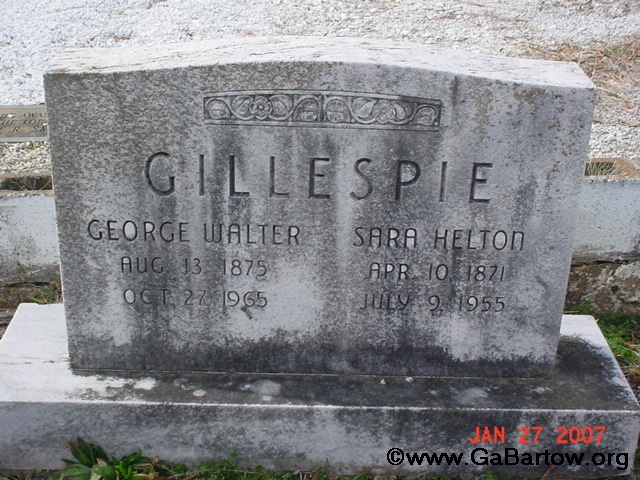 GILLESPIE
GEORGE WALTER
AUG. 13, 1875
OCT. 27, 1965
SARA HELTON
APR. 10, 1871
JULY 9, 1955
JAN 27 2007
©www.GaBartow.org